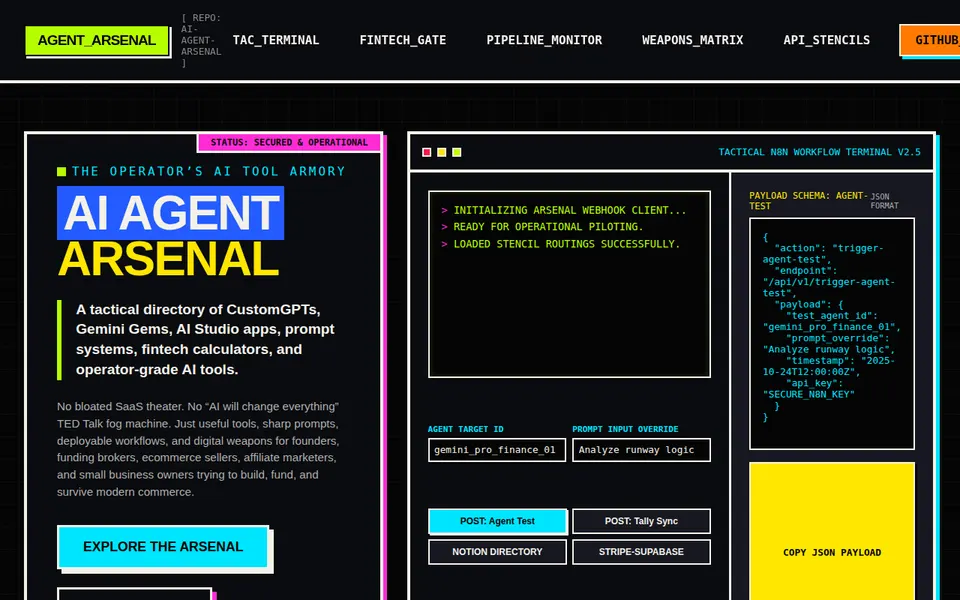 AGENT_ARSENAL
[ REPO:
AI-
AGENT-
ARSENAL
]
TAC_TERMINAL
FINTECH_GATE
PIPELINE_MONITOR
WEAPONS_MATRIX
API_STENCILS
GITHUB_
STATUS: SECURED & OPERATIONAL
THE OPERATOR’S AI TOOL ARMORY
AI AGENT
ARSENAL
A tactical directory of CustomGPTs,
Gemini Gems, AI Studio apps, prompt
systems, fintech calculators, and
operator-grade AI tools.
No bloated SaaS theater. No “AI will change everything”
TED Talk fog machine. Just useful tools, sharp prompts,
deployable workflows, and digital weapons for founders,
funding brokers, ecommerce sellers, affiliate marketers,
and small business owners trying to build, fund, and
survive modern commerce.
EXPLORE THE ARSENAL
TACTICAL N8N WORKFLOW TERMINAL V2.5
> INITIALIZING ARSENAL WEBHOOK CLIENT...
> READY FOR OPERATIONAL PILOTING.
> LOADED STENCIL ROUTINGS SUCCESSFULLY.
AGENT TARGET ID
gemini_pro_finance_01
PROMPT INPUT OVERRIDE
Analyze runway logic
POST: Agent Test
POST: Tally Sync
NOTION DIRECTORY
STRIPE-SUPABASE
PAYLOAD SCHEMA: AGENT-
TEST
JSON
FORMAT
{
"action": "trigger-
agent-test",
"endpoint":
"/api/v1/trigger-agent-
test",
"payload": {
"test_agent_id":
"gemini_pro_finance_01",
"prompt_override":
"Analyze runway logic",
"timestamp": "2025-
10-24T12:00:00Z",
"api_key":
"SECURE_N8N_KEY"
}
}
COPY JSON PAYLOAD